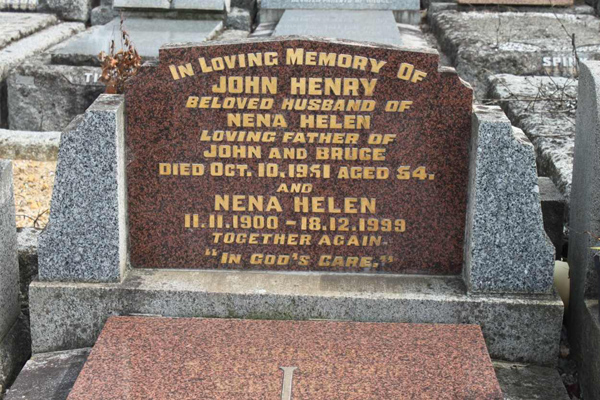 IN LOVING MEMORY OF
JOHN HENRY
BELOVED HUSBAND OF
NENA HELEN
LOVING FATHER OF
JOHN AND BRUCE
DIED OCT. 10. 1951 AGED 54.
AND
NENA HELEN
11.11.1900 - 18.12.1999
TOGETHER AGAIN.
"IN GOD'S CARE."